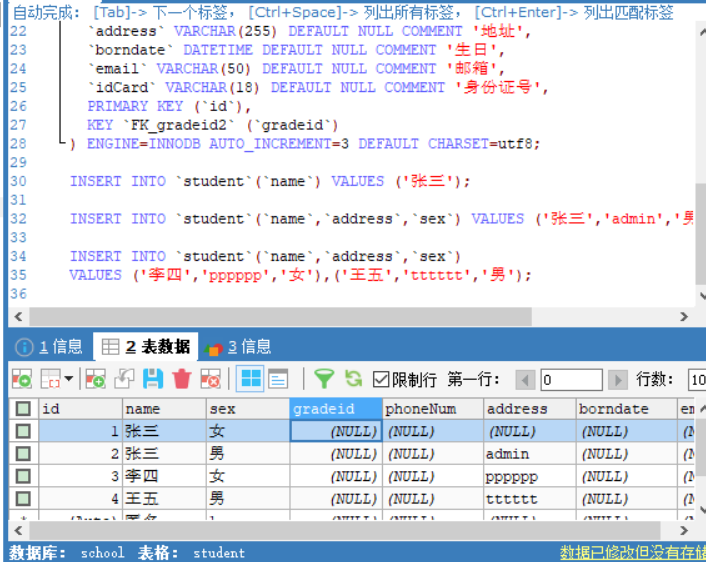 自动完成: [Tab]-> 下一个标签, [Ctrl+Space]-> 列出所有标签, [Ctrl+Enter]-> 列出匹配标签
22 `address` VARCHAR(255) DEFAULT NULL COMMENT '地址',
23 `borndate` DATETIME DEFAULT NULL COMMENT '生日',
24 `email` VARCHAR(50) DEFAULT NULL COMMENT '邮箱',
25 `idCard` VARCHAR(18) DEFAULT NULL COMMENT '身份证号',
26 PRIMARY KEY (`id`),
27 KEY `FK_gradeid2` (`gradeid`)
28 ) ENGINE=INNODB AUTO_INCREMENT=3 DEFAULT CHARSET=utf8;
29
30 INSERT INTO `student`(`name`) VALUES ('张三');
31
32 INSERT INTO `student`(`name`,`address`,`sex`) VALUES ('张三','admin','男
33
34 INSERT INTO `student`(`name`,`address`,`sex`)
35 VALUES ('李四','pppppp','女'),('王五','tttttt','男');
36
1 信息 2 表数据 3 信息
限制行 第一行: 0 行数: 10
id name sex gradeid phoneNum address borndate em
1 张三 女 (NULL) (NULL) (NULL) (NULL) (N
2 张三 男 (NULL) (NULL) admin (NULL) (N
3 李四 女 (NULL) (NULL) pppppp (NULL) (N
4 王五 男 (NULL) (NULL) tttttt (NULL) (N
数据库: school 表格: student 数据已修改但没有存储